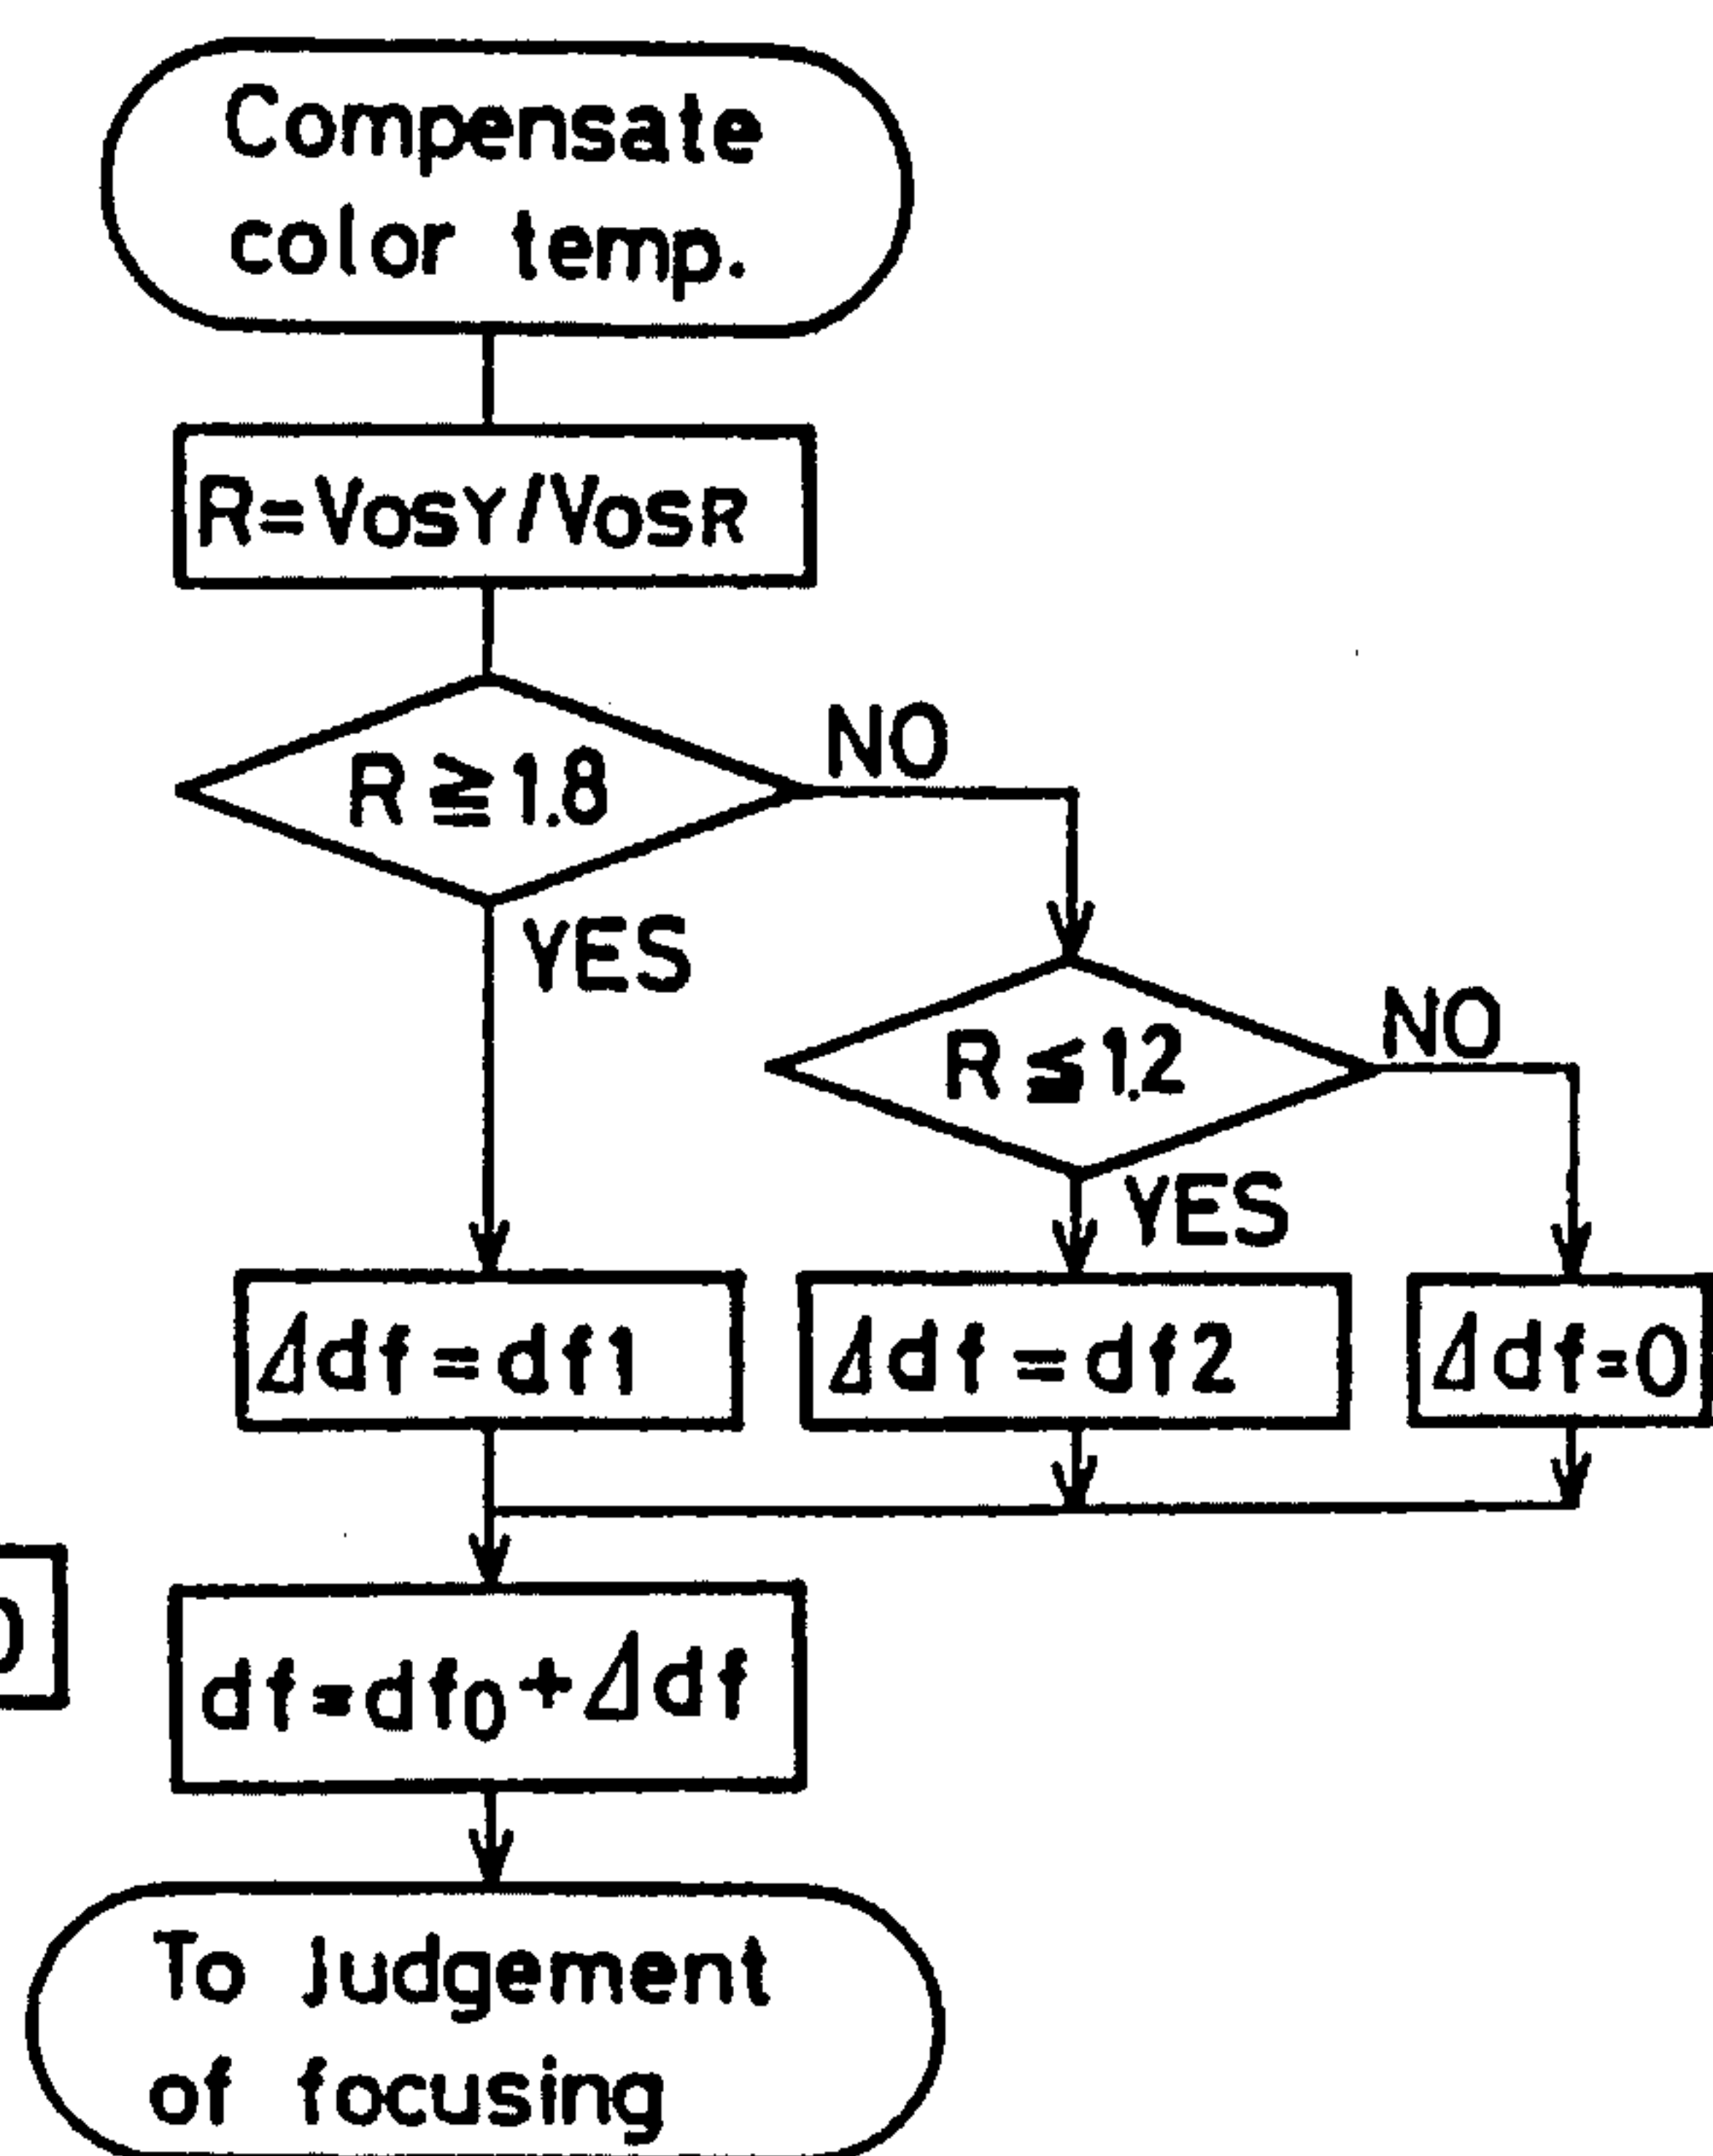 Compensate
color temp.
R=VOSY/VOSR
R ≧ 1.8
NO
YES
R ≦ 1.2
NO
YES
Δdf=df1
Δdf=df2
Δdf=0
df=df0+Δdf
To judgement
of focusing